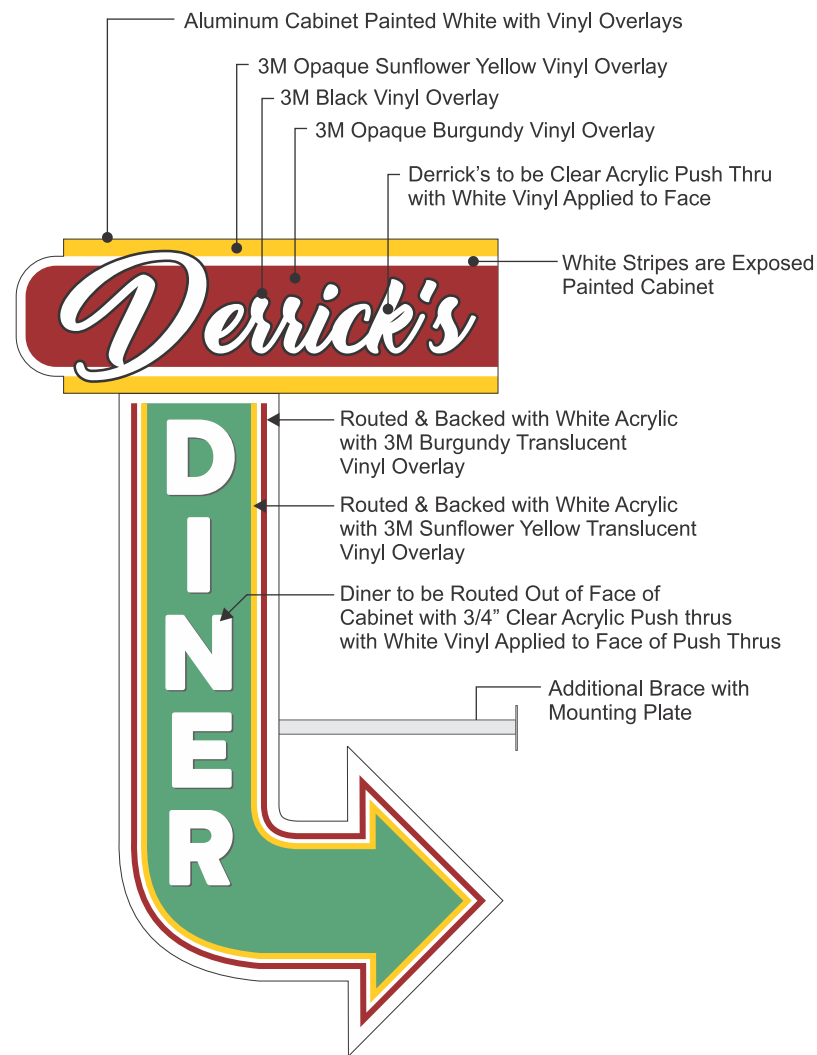 Aluminum Cabinet Painted White with Vinyl Overlays
3M Opaque Sunflower Yellow Vinyl Overlay
3M Black Vinyl Overlay
3M Opaque Burgundy Vinyl Overlay
Derrick's to be Clear Acrylic Push Thru
with White Vinyl Applied to Face
White Stripes are Exposed
Painted Cabinet
Derrick's
Routed & Backed with White Acrylic
with 3M Burgundy Translucent
Vinyl Overlay
Routed & Backed with White Acrylic
with 3M Sunflower Yellow Translucent
Vinyl Overlay
Diner to be Routed Out of Face of
Cabinet with 3/4” Clear Acrylic Push thrus
with White Vinyl Applied to Face of Push Thrus
Additional Brace with
Mounting Plate
DINER